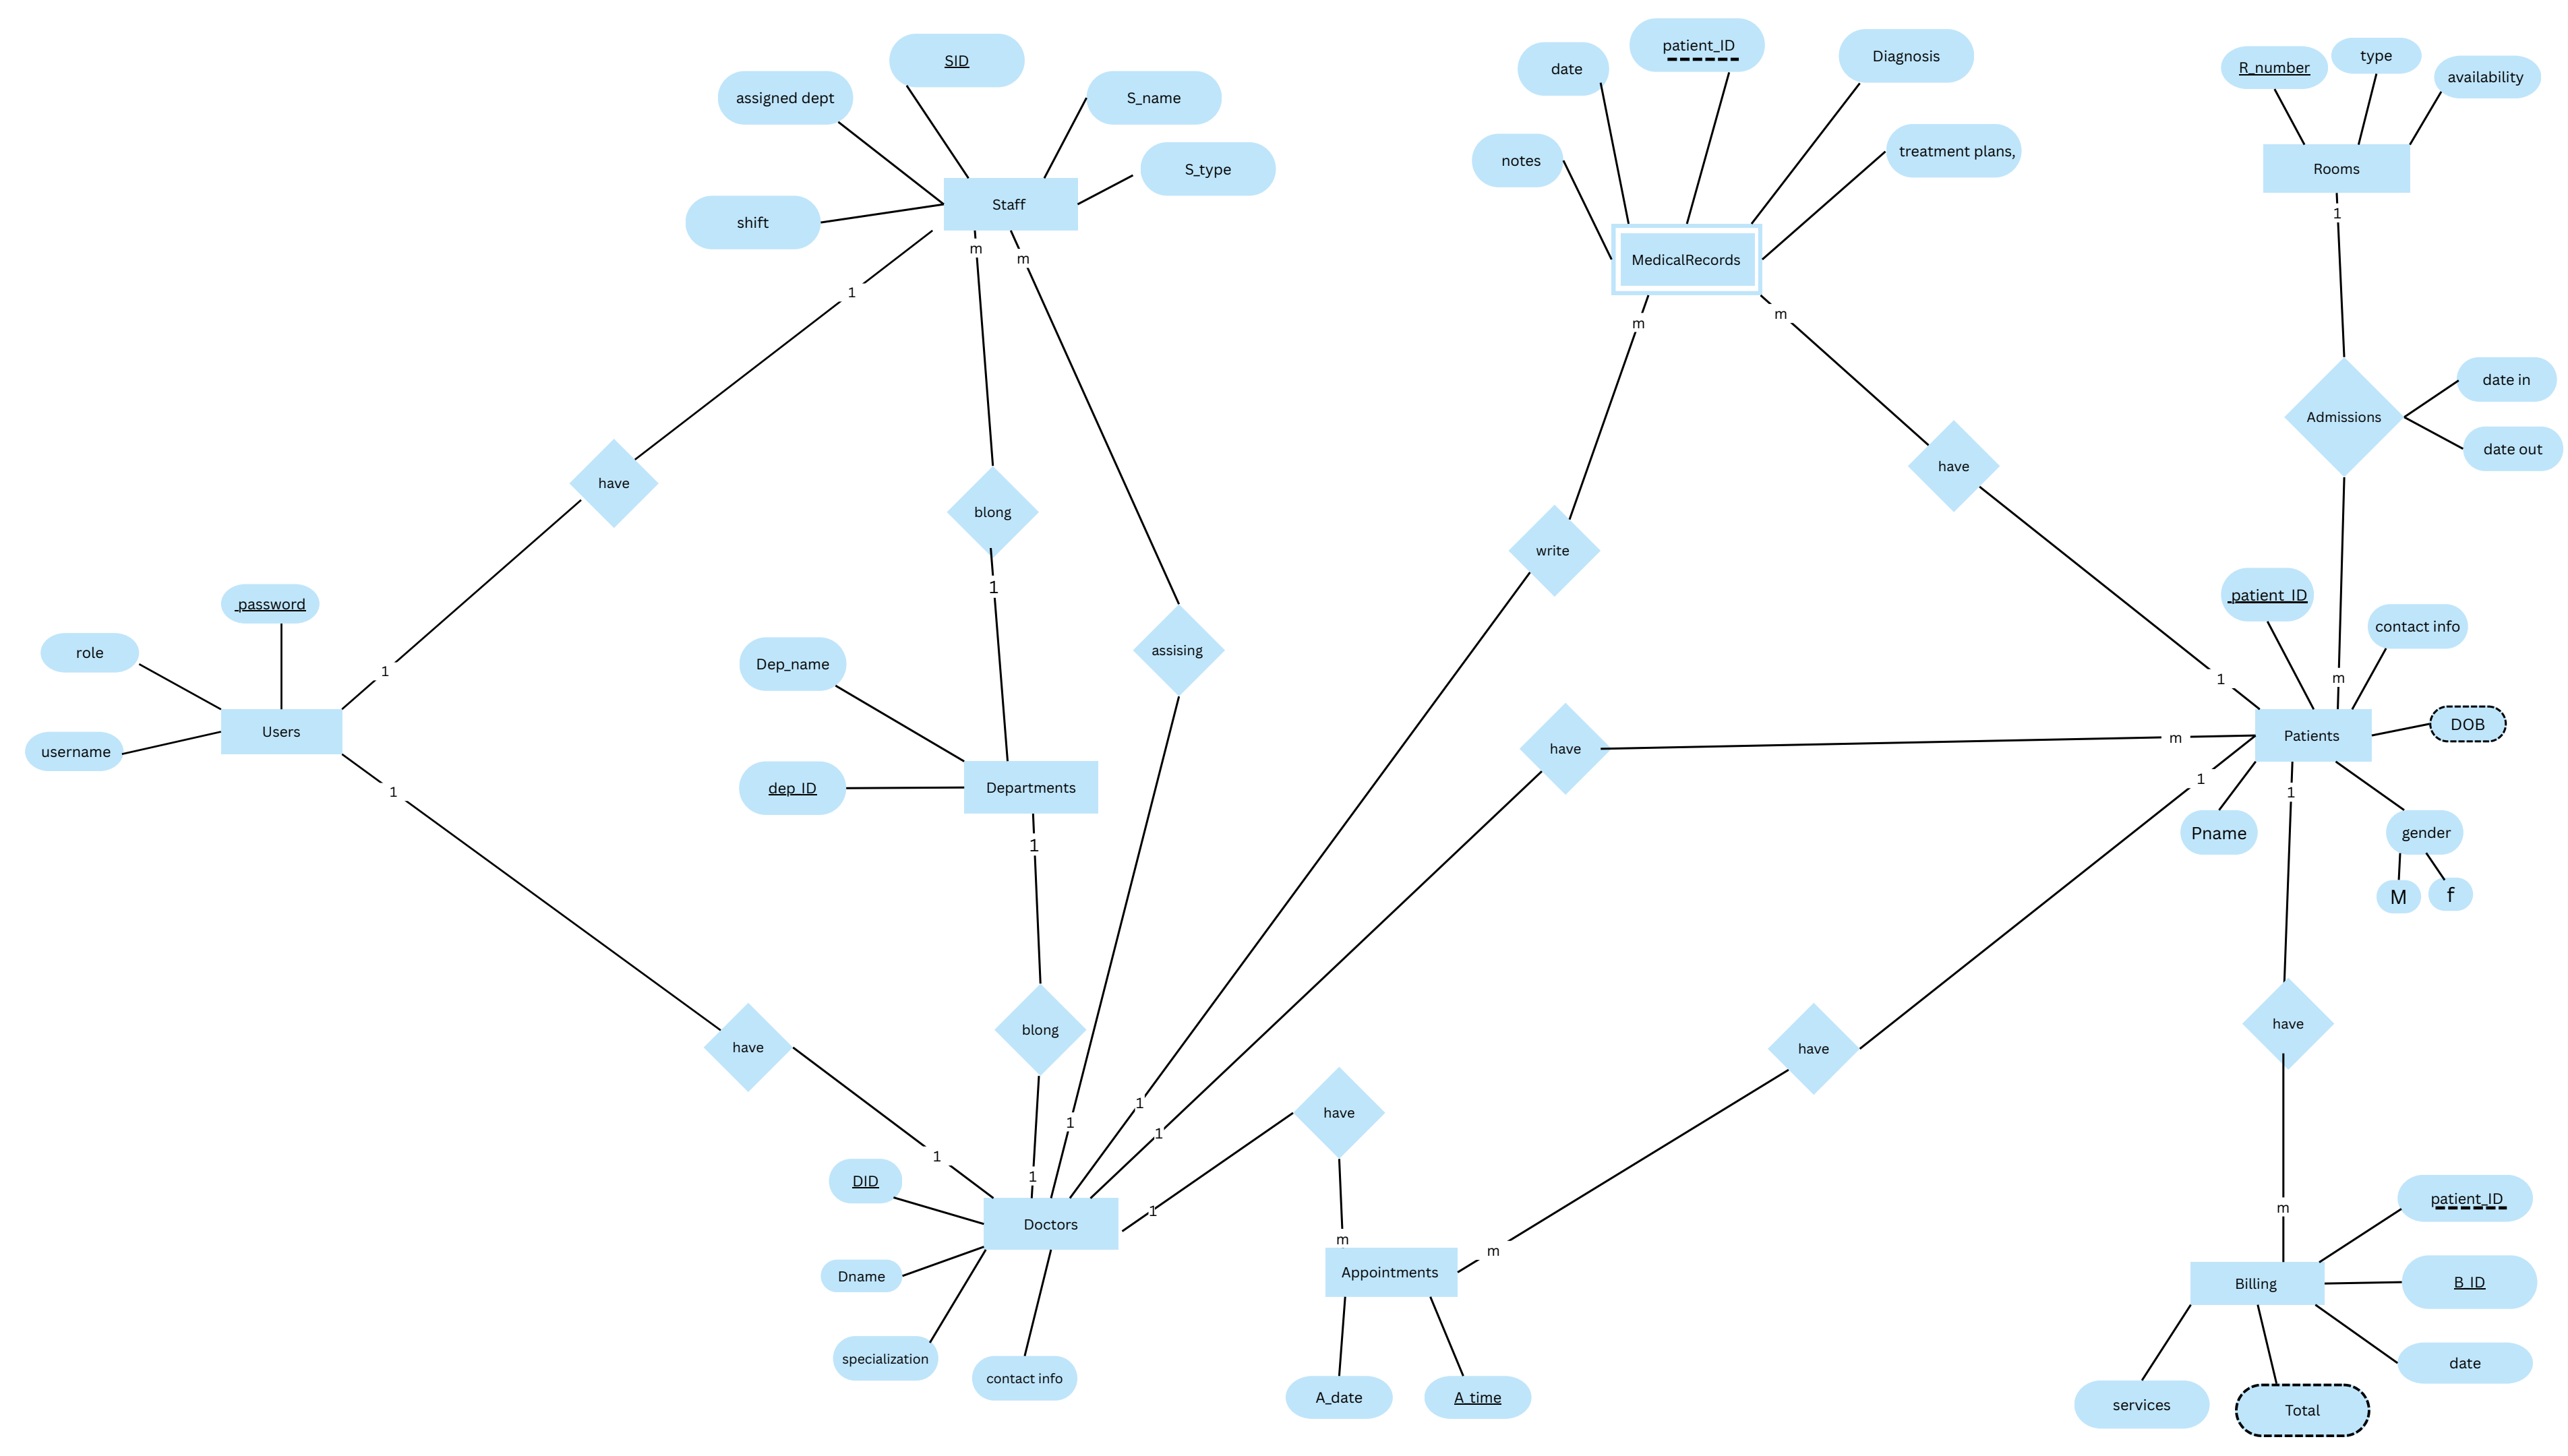 patient_ID
SID
date
Diagnosis
R_number
type
availability
assigned dept
S_name
notes
treatment plans,
S_type
Rooms
Staff
shift
1
m
m
MedicalRecords
1
m
m
date in
Admissions
date out
have
have
blong
write
1
patient_ID
password
contact info
role
Dep_name
assising
1
1
m
Users
username
have
m
Patients
DOB
1
dep_ID
Departments
1
1
Pname
gender
1
M
f
have
blong
have
have
1
1
1
have
1
1
DID
1
patient_ID
1
m
m
Doctors
m
Appointments
Dname
Billing
B_ID
specialization
contact info
date
A_date
A_time
services
Total